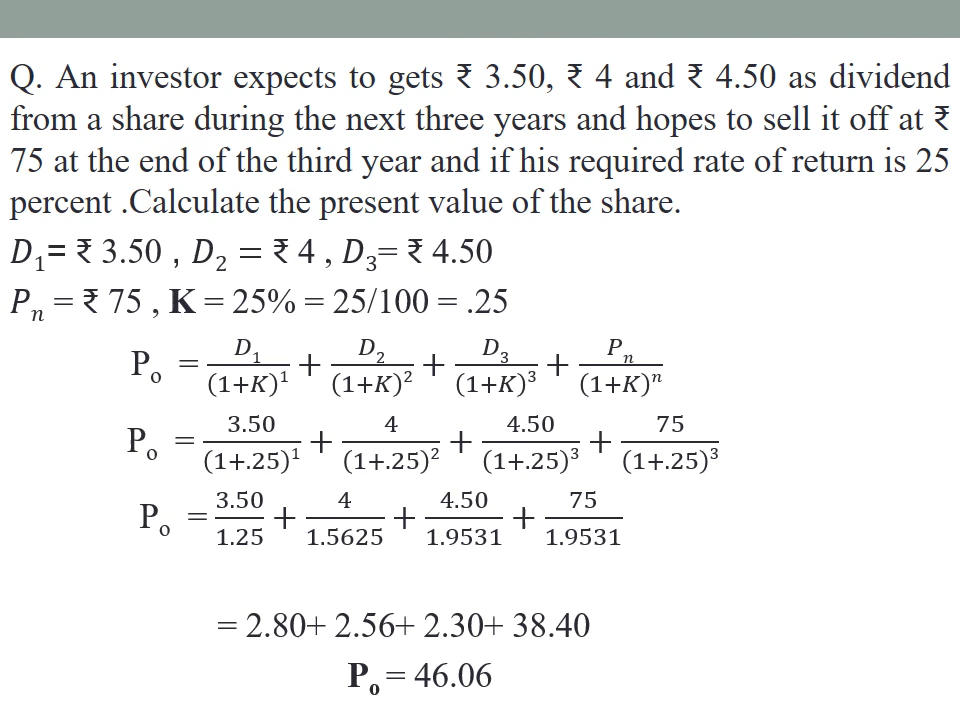 Q. An investor expects to gets ₹ 3.50, ₹ 4 and ₹ 4.50 as dividend
from a share during the next three years and hopes to sell it off at ₹
75 at the end of the third year and if his required rate of return is 25
percent .Calculate the present value of the share.
D₁= ₹ 3.50 , D₂ = ₹ 4 , D₃= ₹ 4.50
Pₙ = ₹ 75 , K = 25% = 25/100 = .25
Pₒ = D₁/(1+K)¹ + D₂/(1+K)² + D₃/(1+K)³ + Pₙ/(1+K)ⁿ
Pₒ = 3.50/(1+.25)¹ + 4/(1+.25)² + 4.50/(1+.25)³ + 75/(1+.25)³
Pₒ = 3.50/1.25 + 4/1.5625 + 4.50/1.9531 + 75/1.9531
= 2.80+ 2.56+ 2.30+ 38.40
Pₒ = 46.06